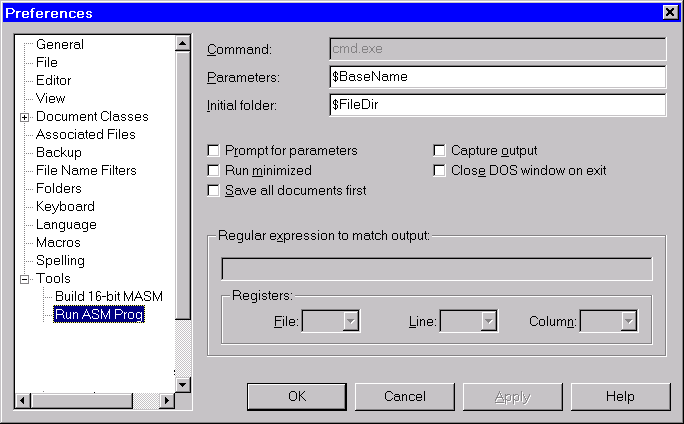 Preferences
General
File
Editor
View
Document Classes
Associated Files
Backup
File Name Filters
Folders
Keyboard
Language
Macros
Spelling
Tools
Build 16-bit MASM
Run ASM Prog
Command: cmd.exe
Parameters: $BaseName
Initial folder: $FileDir
Prompt for parameters Capture output
Run minimized Close DOS window on exit
Save all documents first
Regular expression to match output:
Registers:
File: Line: Column:
OK Cancel Apply Help